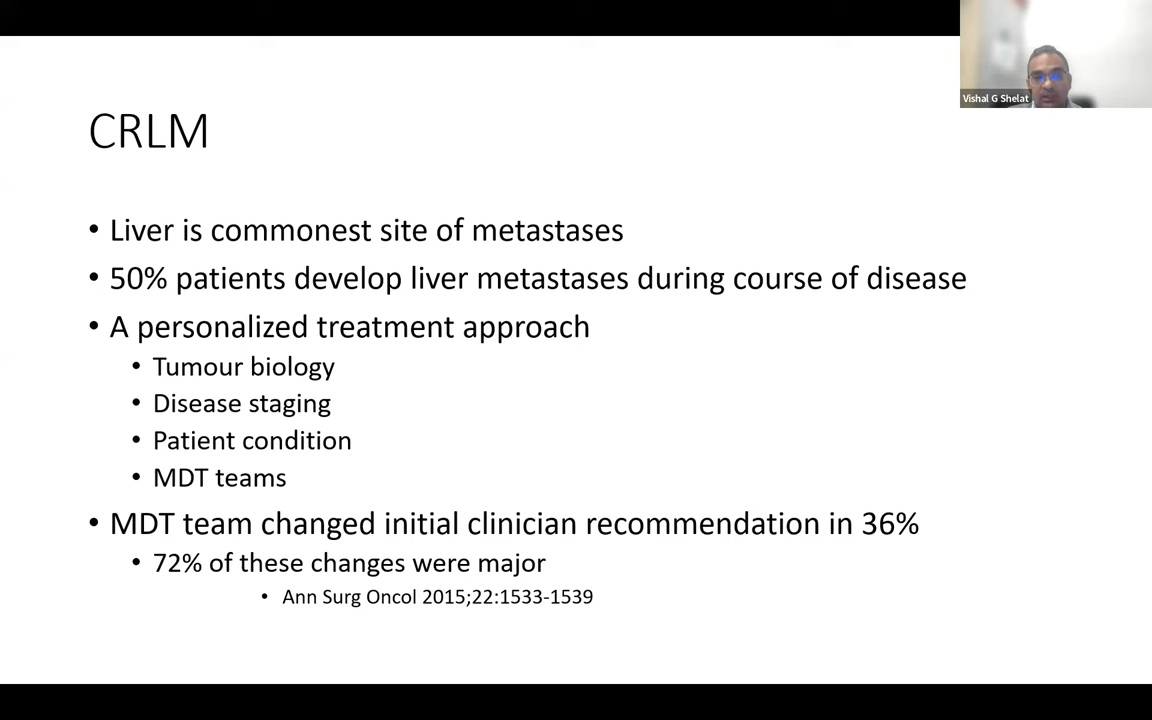 Vishal G Shelat
CRLM
• Liver is commonest site of metastases
• 50% patients develop liver metastases during course of disease
• A personalized treatment approach
• Tumour biology
• Disease staging
• Patient condition
• MDT teams
• MDT team changed initial clinician recommendation in 36%
• 72% of these changes were major
• Ann Surg Oncol 2015;22:1533-1539